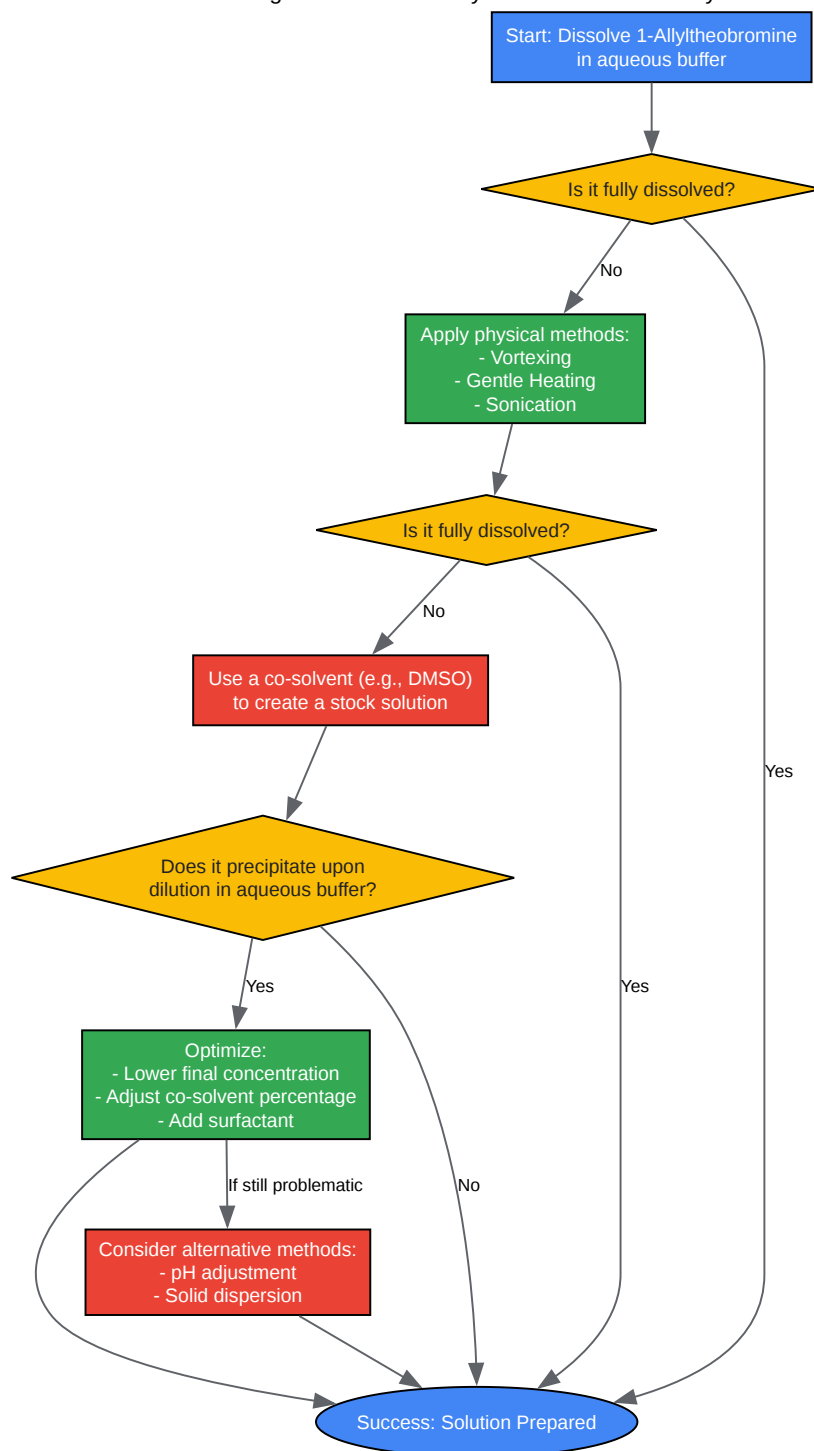 Start: Dissolve 1-Allyltheobromine
in aqueous buffer
Is it fully dissolved?
No
Apply physical methods:
- Vortexing
- Gentle Heating
- Sonication
Is it fully dissolved?
No
Use a co-solvent (e.g., DMSO)
to create a stock solution
Yes
Does it precipitate upon
dilution in aqueous buffer?
Yes
Yes
Optimize:
- Lower final concentration
- Adjust co-solvent percentage
- Add surfactant
If still problematic
No
Consider alternative methods:
- pH adjustment
- Solid dispersion
Success: Solution Prepared